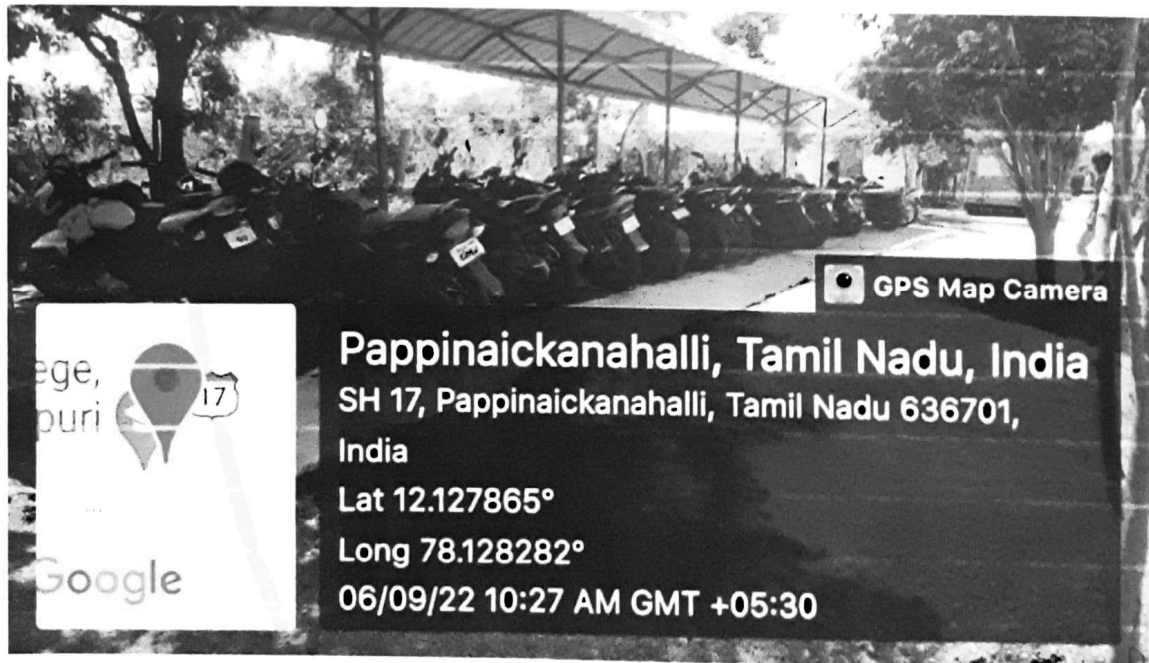 GPS Map Camera
ege,
puri
17
Google
Pappinaickanahalli, Tamil Nadu, India
SH 17, Pappinaickanahalli, Tamil Nadu 636701,
India
Lat 12.127865°
Long 78.128282°
06/09/22 10:27 AM GMT +05:30